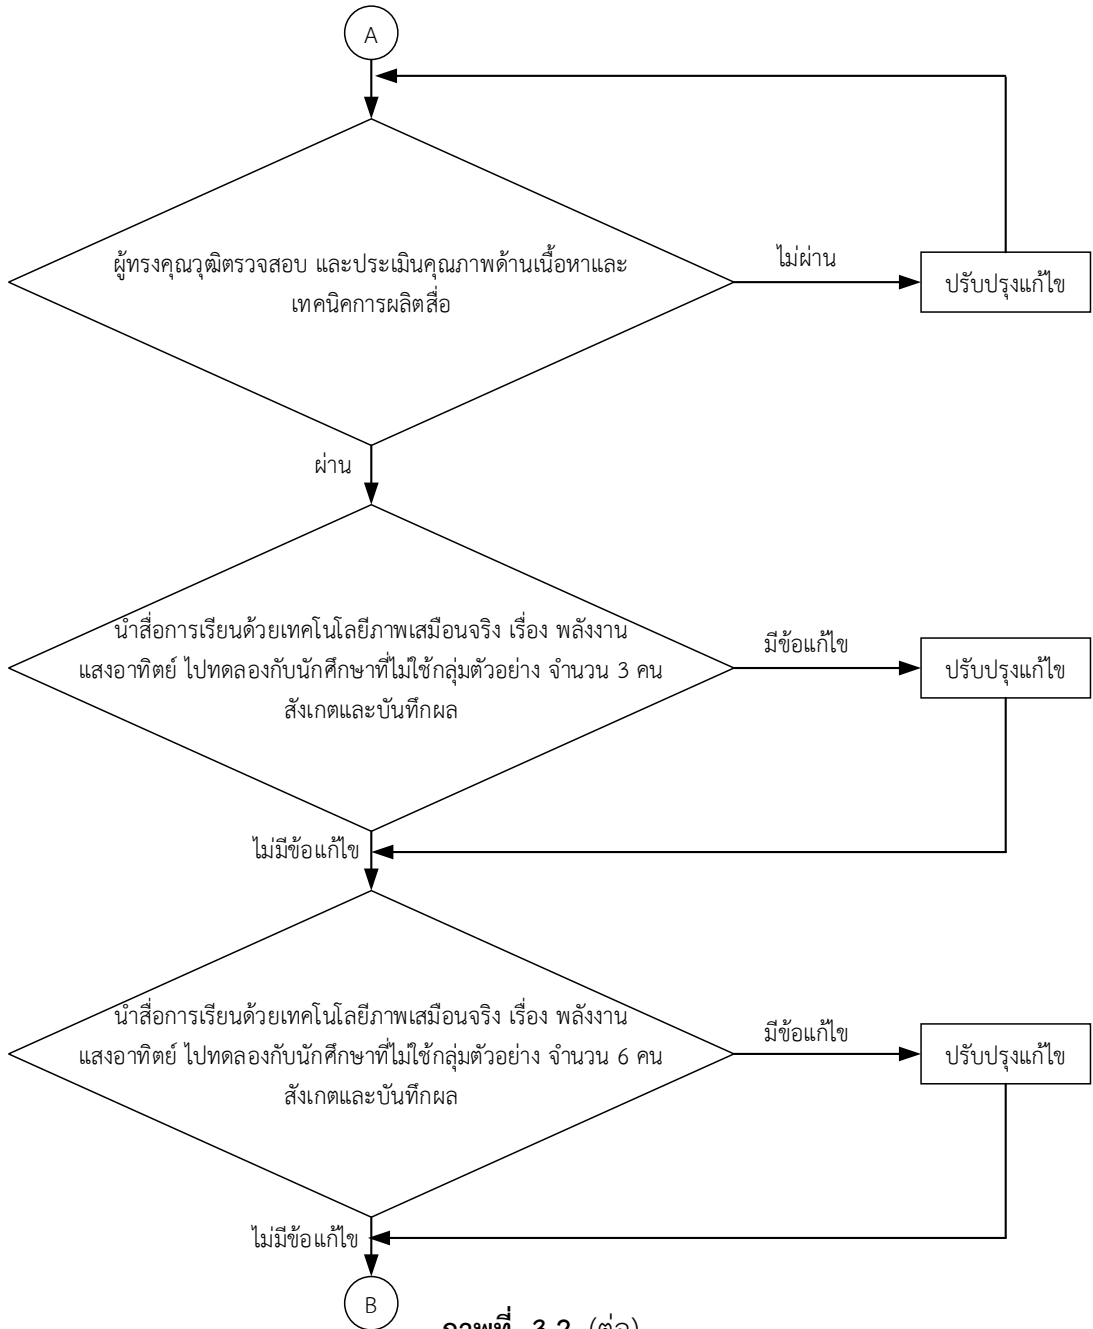 A
ผู้ทรงคุณวุฒิตรวจสอบ และประเมินคุณภาพด้านเนื้อหาและ
เทคนิคการผลิตสื่อ
ไม่ผ่าน
ปรับปรุงแก้ไข
ผ่าน
นำสื่อการเรียนด้วยเทคโนโลยีภาพเสมือนจริง เรื่อง พลังงาน
แสงอาทิตย์ ไปทดลองกับนักศึกษาที่ไม่ใช้กลุ่มตัวอย่าง จำนวน 3 คน
สังเกตและบันทึกผล
มีข้อแก้ไข
ปรับปรุงแก้ไข
ไม่มีข้อแก้ไข
นำสื่อการเรียนด้วยเทคโนโลยีภาพเสมือนจริง เรื่อง พลังงาน
แสงอาทิตย์ ไปทดลองกับนักศึกษาที่ไม่ใช้กลุ่มตัวอย่าง จำนวน 6 คน
สังเกตและบันทึกผล
มีข้อแก้ไข
ปรับปรุงแก้ไข
ไม่มีข้อแก้ไข
B
ภาพที่ 3.2 (ต่อ)